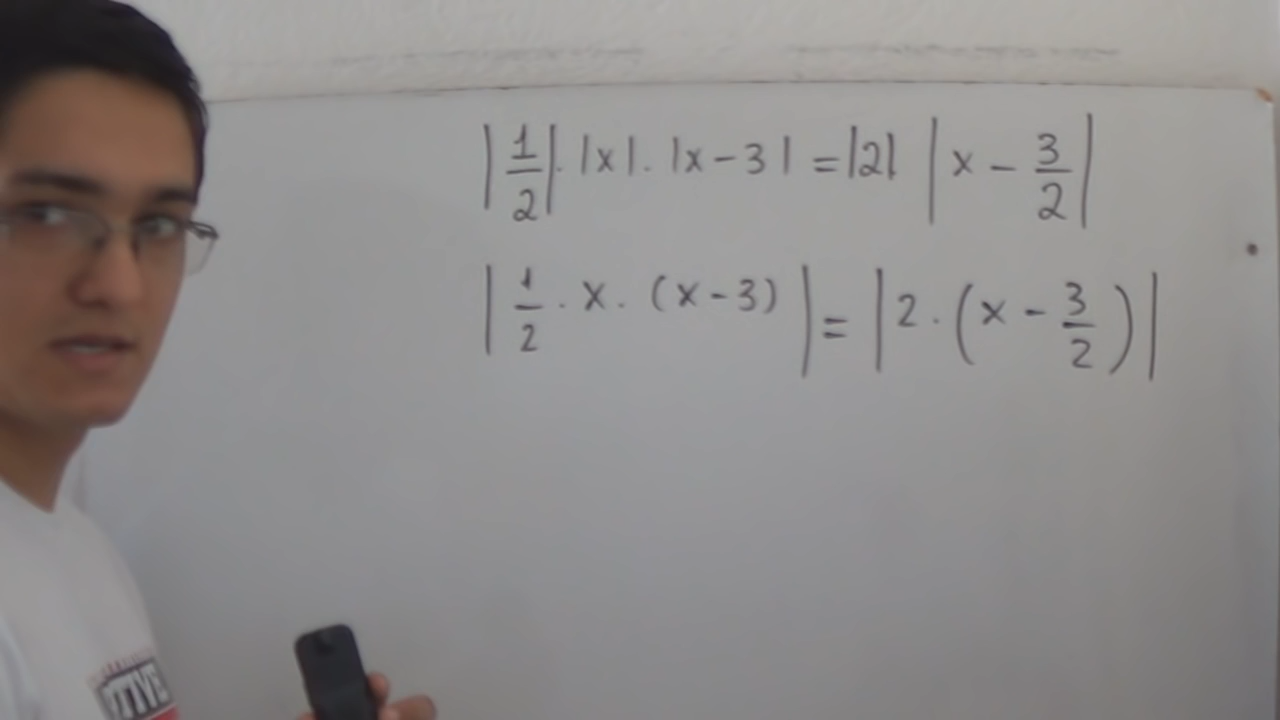 |1/2| . |x| . |x - 3| = |2| |x - 3/2|
|1/2 . x . (x - 3)| = |2 . (x - 3/2)|